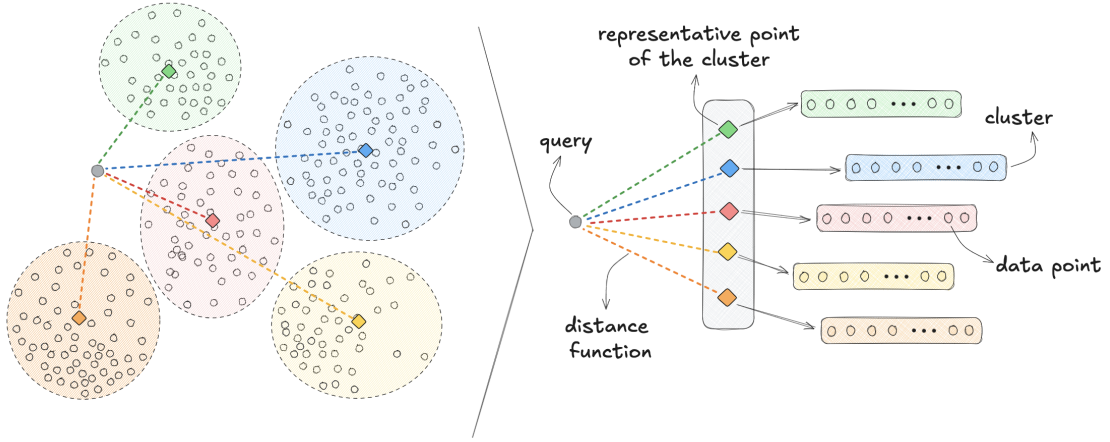 representative point
of the cluster
query
cluster
data point
distance
function